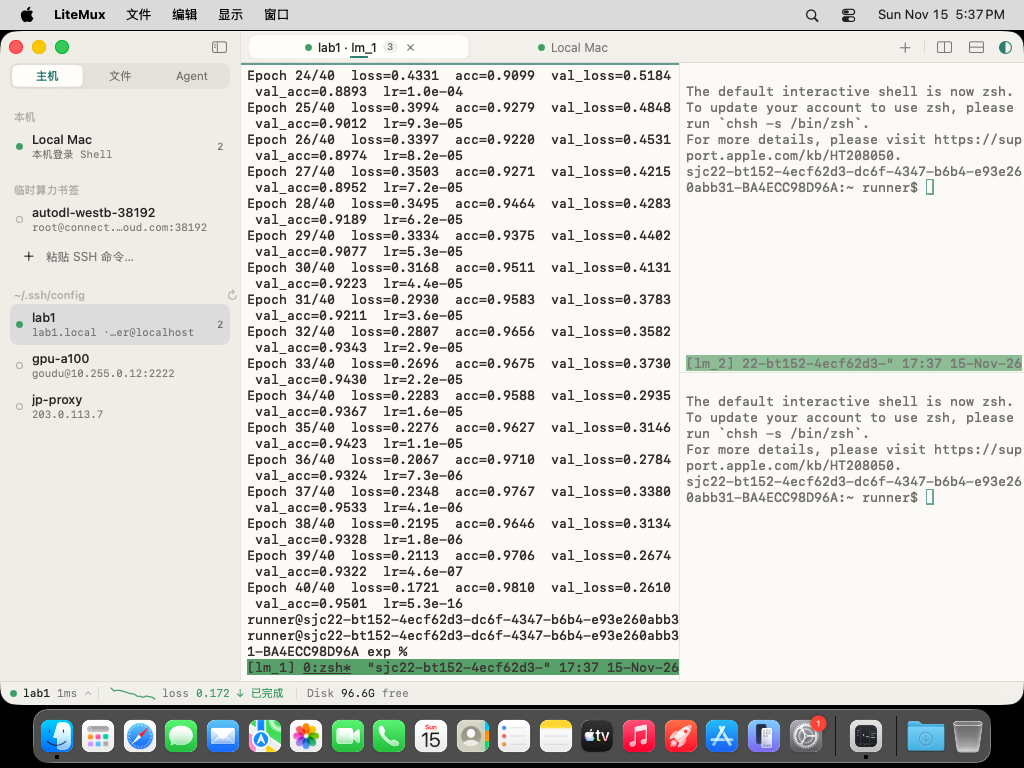 LiteMux 文件 编辑 显示 窗口
Sun Nov 15 5:37 PM
lab1 · lm_1 3 ×
Local Mac
主机 文件 Agent
本机
Local Mac
本机登录 Shell
2
临时算力书签
autodl-westb-38192
root@connect.…oud.com:38192
+ 粘贴 SSH 命令…
~/.ssh/config
lab1
lab1.local ·…er@localhost
2
gpu-a100
goudu@10.255.0.12:2222
jp-proxy
203.0.113.7
Epoch 24/40 loss=0.4331 acc=0.9099 val_loss=0.5184
val_acc=0.8893 lr=1.0e-04
Epoch 25/40 loss=0.3994 acc=0.9279 val_loss=0.4848
val_acc=0.9012 lr=9.3e-05
Epoch 26/40 loss=0.3397 acc=0.9220 val_loss=0.4531
val_acc=0.8974 lr=8.2e-05
Epoch 27/40 loss=0.3503 acc=0.9271 val_loss=0.4215
val_acc=0.8952 lr=7.2e-05
Epoch 28/40 loss=0.3495 acc=0.9464 val_loss=0.4283
val_acc=0.9189 lr=6.2e-05
Epoch 29/40 loss=0.3334 acc=0.9375 val_loss=0.4402
val_acc=0.9077 lr=5.3e-05
Epoch 30/40 loss=0.3168 acc=0.9511 val_loss=0.4131
val_acc=0.9223 lr=4.4e-05
Epoch 31/40 loss=0.2930 acc=0.9583 val_loss=0.3783
val_acc=0.9211 lr=3.6e-05
Epoch 32/40 loss=0.2807 acc=0.9656 val_loss=0.3582
val_acc=0.9343 lr=2.9e-05
Epoch 33/40 loss=0.2696 acc=0.9675 val_loss=0.3730
val_acc=0.9430 lr=2.2e-05
Epoch 34/40 loss=0.2283 acc=0.9588 val_loss=0.2935
val_acc=0.9367 lr=1.6e-05
Epoch 35/40 loss=0.2276 acc=0.9627 val_loss=0.3146
val_acc=0.9423 lr=1.1e-05
Epoch 36/40 loss=0.2067 acc=0.9710 val_loss=0.2784
val_acc=0.9324 lr=7.3e-06
Epoch 37/40 loss=0.2348 acc=0.9767 val_loss=0.3380
val_acc=0.9533 lr=4.1e-06
Epoch 38/40 loss=0.2195 acc=0.9646 val_loss=0.3134
val_acc=0.9328 lr=1.8e-06
Epoch 39/40 loss=0.2113 acc=0.9706 val_loss=0.2674
val_acc=0.9322 lr=4.6e-07
Epoch 40/40 loss=0.1721 acc=0.9810 val_loss=0.2610
val_acc=0.9501 lr=5.3e-16
runner@sjc22-bt152-4ecf62d3-dc6f-4347-b6b4-e93e260abb3
runner@sjc22-bt152-4ecf62d3-dc6f-4347-b6b4-e93e260abb3
1-BA4ECC98D96A exp %
[lm_1] 0:zsh* "sjc22-bt152-4ecf62d3-" 17:37 15-Nov-26
The default interactive shell is now zsh.
To update your account to use zsh, please
run `chsh -s /bin/zsh`.
For more details, please visit https://sup
port.apple.com/kb/HT208050.
sjc22-bt152-4ecf62d3-dc6f-4347-b6b4-e93e26
0abb31-BA4ECC98D96A:~ runner$
[lm_2] 22-bt152-4ecf62d3-" 17:37 15-Nov-26
The default interactive shell is now zsh.
To update your account to use zsh, please
run `chsh -s /bin/zsh`.
For more details, please visit https://sup
port.apple.com/kb/HT208050.
sjc22-bt152-4ecf62d3-dc6f-4347-b6b4-e93e26
0abb31-BA4ECC98D96A:~ runner$
lab1 1ms loss 0.172 ↓ 已完成 Disk 96.6G free
Sun
15
tv
1